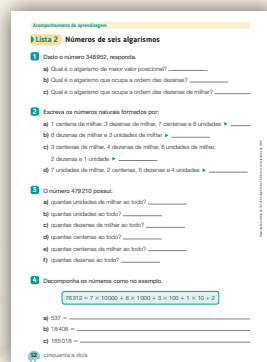 Acompanhamento da aprendizagem
Lista 2 Números de seis algarismos
1 Dado o número 348 952, responda.
a) Qual é o algarismo de maior valor posicional?
b) Qual é o algarismo que ocupa a ordem das dezenas?
c) Qual é o algarismo que ocupa a ordem das dezenas de milhar?
2 Escreva os números naturais formados por:
a) 1 centena de milhar, 3 dezenas de milhar, 7 centenas e 8 unidades ▶
b) 8 dezenas de milhar e 3 unidades de milhar ▶
c) 3 centenas de milhar, 4 dezenas de milhar, 8 unidades de milhar,
2 dezenas e 1 unidade ▶
d) 7 unidades de milhar, 2 centenas, 6 dezenas e 4 unidades ▶
3 O número 479 210 possui:
a) quantas unidades de milhar ao todo?
b) quantas unidades ao todo?
c) quantas dezenas de milhar ao todo?
d) quantas centenas ao todo?
e) quantas centenas de milhar ao todo?
f) quantas dezenas ao todo?
4 Decomponha os números como no exemplo.
76 312 = 7 × 10 000 + 6 × 1 000 + 3 × 100 + 1 × 10 + 2
a) 537 =
b) 18 408 =
c) 185 018 =
52 cinquenta e dois